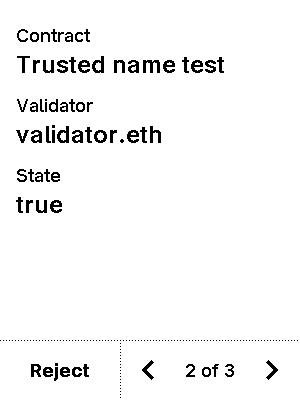 Contract
Trusted name test
Validator
validator.eth
State
true
Reject
2 of 3